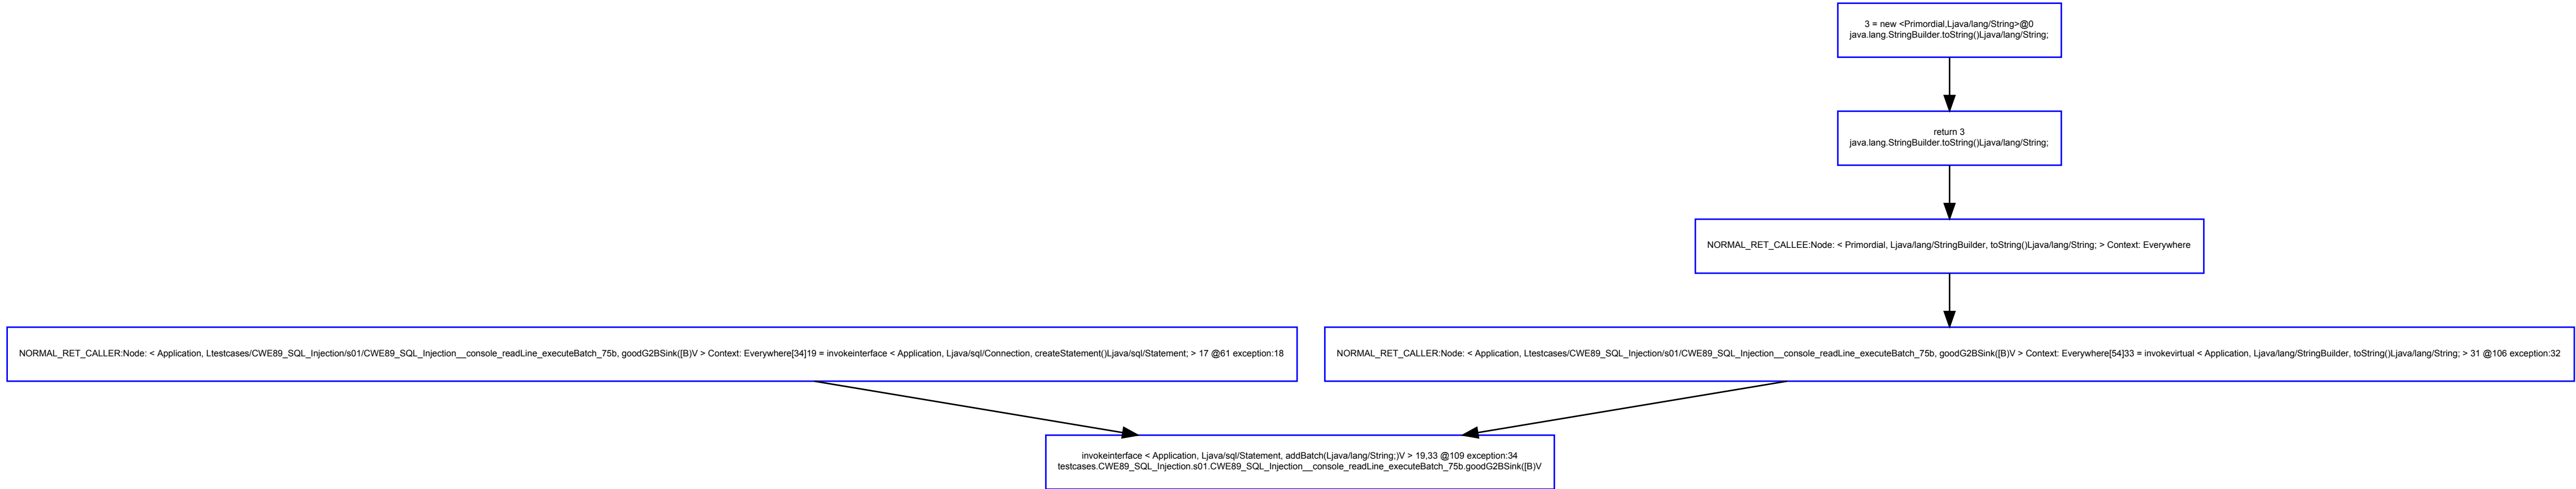 3 = new <Primordial,Ljava/lang/String>@0
java.lang.StringBuilder.toString()Ljava/lang/String;
return 3
java.lang.StringBuilder.toString()Ljava/lang/String;
NORMAL_RET_CALLEE:Node: < Primordial, Ljava/lang/StringBuilder, toString()Ljava/lang/String; > Context: Everywhere
NORMAL_RET_CALLER:Node: < Application, Ltestcases/CWE89_SQL_Injection/s01/CWE89_SQL_Injection__console_readLine_executeBatch_75b, goodG2BSink([B)V > Context: Everywhere[34]19 = invokeinterface < Application, Ljava/sql/Connection, createStatement()Ljava/sql/Statement; > 17 @61 exception:18
NORMAL_RET_CALLER:Node: < Application, Ltestcases/CWE89_SQL_Injection/s01/CWE89_SQL_Injection__console_readLine_executeBatch_75b, goodG2BSink([B)V > Context: Everywhere[54]33 = invokevirtual < Application, Ljava/lang/StringBuilder, toString()Ljava/lang/String; > 31 @106 exception:32
invokeinterface < Application, Ljava/sql/Statement, addBatch(Ljava/lang/String;)V > 19,33 @109 exception:34
testcases.CWE89_SQL_Injection.s01.CWE89_SQL_Injection__console_readLine_executeBatch_75b.goodG2BSink([B)V